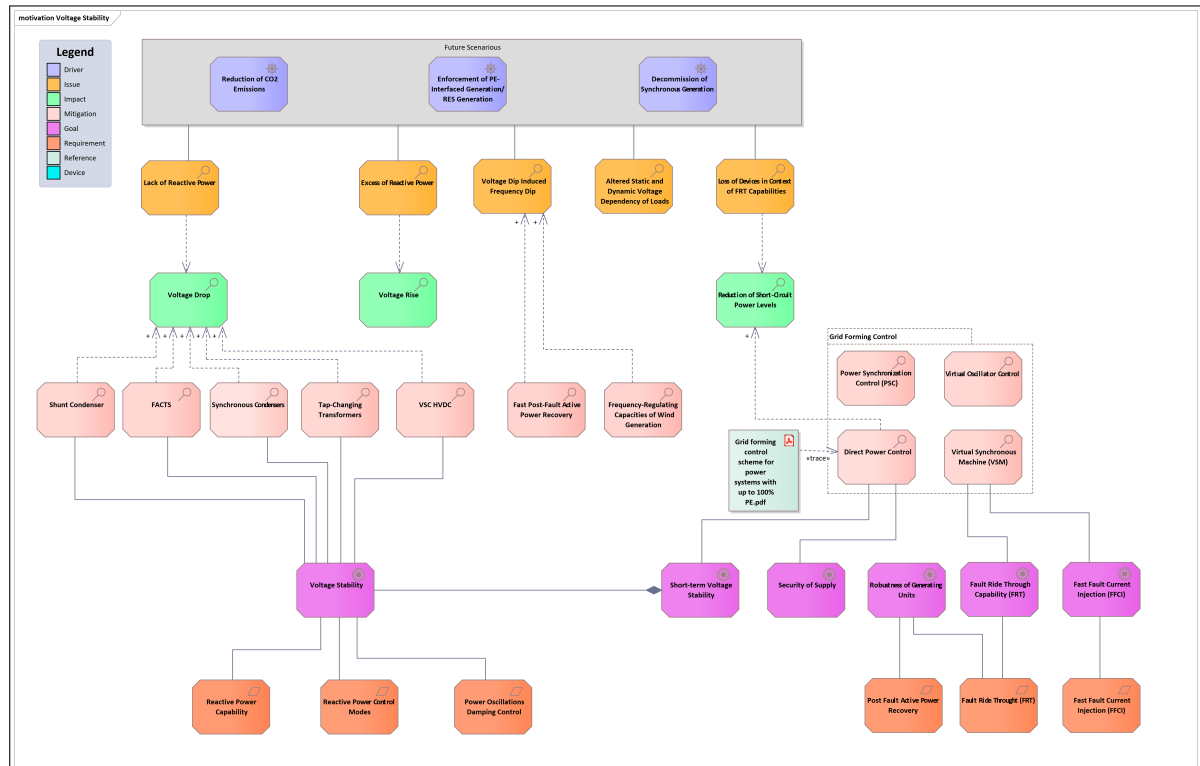 motivation Voltage Stability
Legend
Driver
Issue
Impact
Mitigation
Goal
Requirement
Reference
Device
Future Scenarious
Reduction of CO2
Emissions
Enforcement of PE-
Interfaced Generation/
RES Generation
Decommission of
Synchronous Generation
Lack of Reactive Power
Excess of Reactive Power
Voltage Dip Induced
Frequency Dip
Altered Static and
Dynamic Voltage
Dependency of Loads
Loss of Devices in Context
of FRT Capabilities
+
+
Voltage Drop
Voltage Rise
Reduction of Short-Circuit
Power Levels
+
+
+
+
+
+
Grid Forming Control
Power Synchronization
Control (PSC)
Virtual Oscillator Control
Shunt Condenser
FACTS
Synchronous Condensers
Tap-Changing
Transformers
VSC HVDC
Fast Post-Fault Active
Power Recovery
Frequency-Regulating
Capacities of Wind
Generation
Grid forming
control
scheme for
power
systems with
up to 100%
PE.pdf
«trace»
Direct Power Control
Virtual Synchronous
Machine (VSM)
Voltage Stability
Short-term Voltage
Stability
Security of Supply
Robustness of Generating
Units
Fault Ride Through
Capability (FRT)
Fast Fault Current
Injection (FFCI)
Reactive Power
Capability
Reactive Power Control
Modes
Power Oscillations
Damping Control
Post Fault Active Power
Recovery
Fault Ride Throught (FRT)
Fast Fault Current
Injection (FFCI)